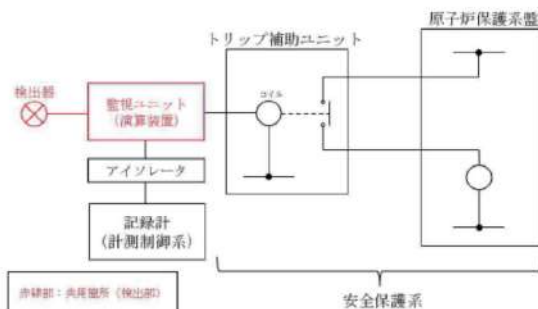 原子炉保護系盤
トリップ補助ユニット
検出器
監視ユニット
(演算装置)
コイル
アイソレータ
記録計
(計測制御系)
赤線部：共用箇所（検出部）
安全保護系